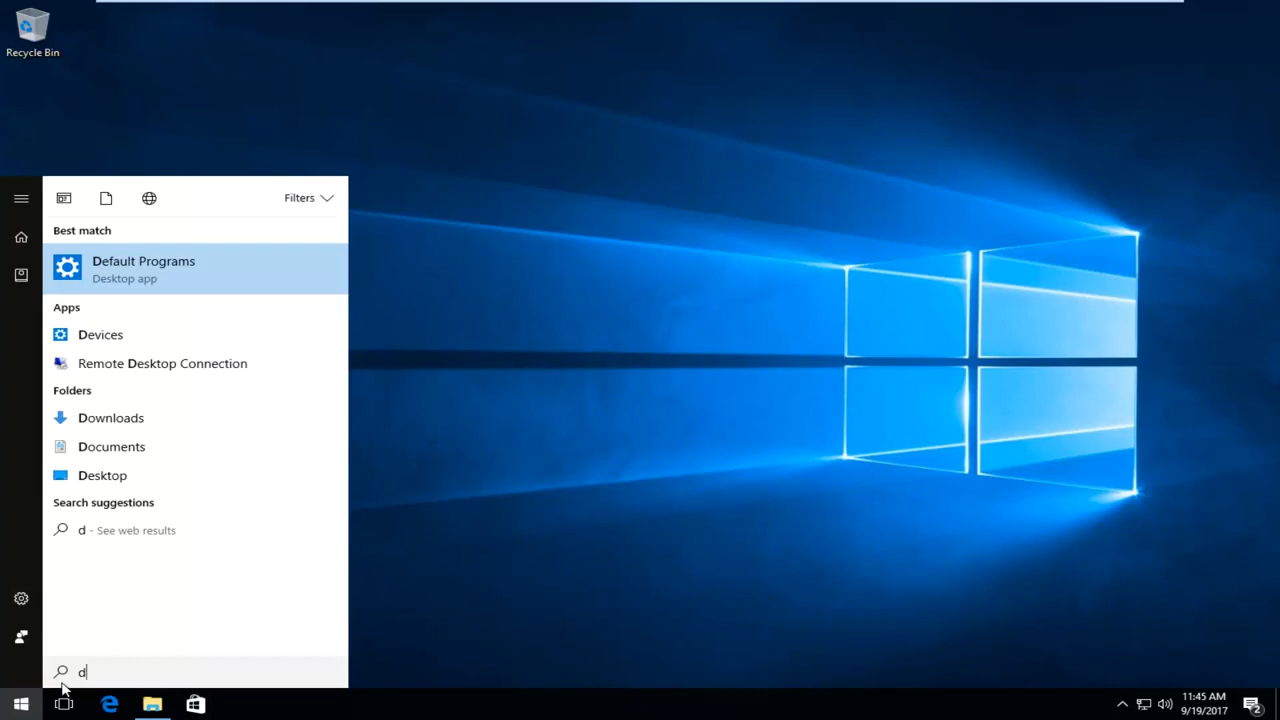 Recycle Bin
Filters
Best match
Default Programs
Desktop app
Apps
Devices
Remote Desktop Connection
Folders
Downloads
Documents
Desktop
Search suggestions
d - See web results
d
11:45 AM
9/19/2017
2